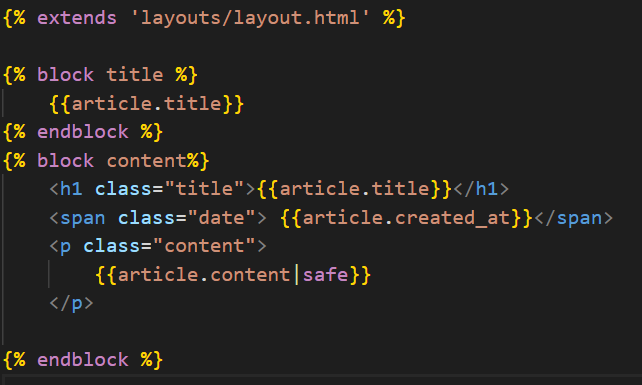 {% extends 'layouts/layout.html' %}
{% block title %}
{{article.title}}
{% endblock %}
{% block content%}
<h1 class="title">{{article.title}}</h1>
<span class="date"> {{article.created_at}}</span>
<p class="content">
{{article.content|safe}}
</p>
{% endblock %}